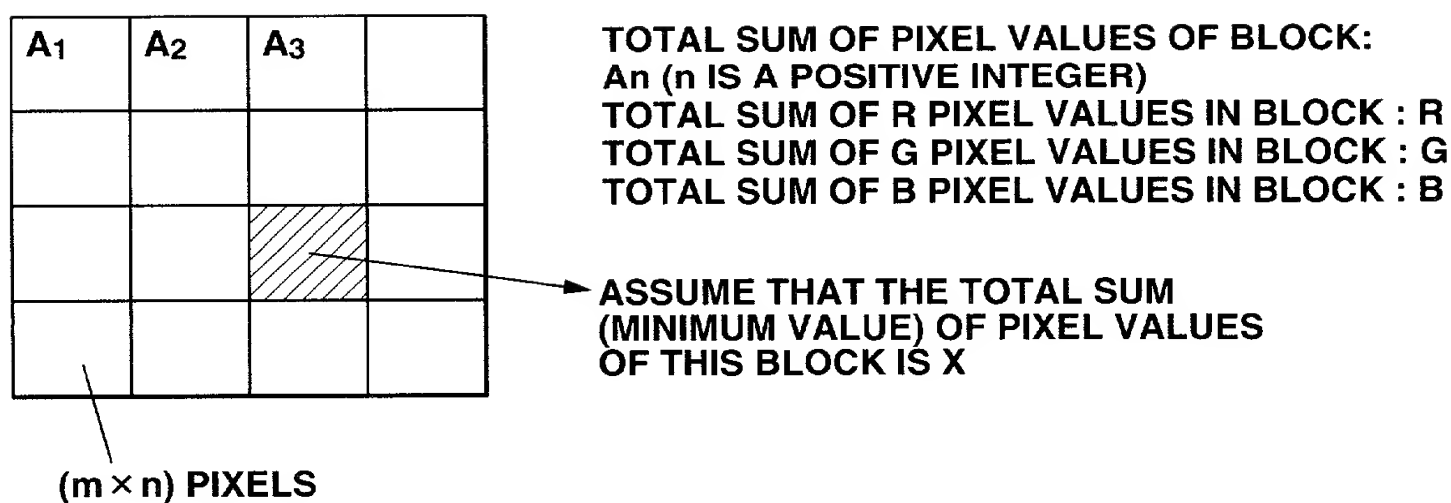 A1 A2 A3
TOTAL SUM OF PIXEL VALUES OF BLOCK:
An (n IS A POSITIVE INTEGER)
TOTAL SUM OF R PIXEL VALUES IN BLOCK : R
TOTAL SUM OF G PIXEL VALUES IN BLOCK : G
TOTAL SUM OF B PIXEL VALUES IN BLOCK : B
ASSUME THAT THE TOTAL SUM
(MINIMUM VALUE) OF PIXEL VALUES
OF THIS BLOCK IS X
(m × n) PIXELS